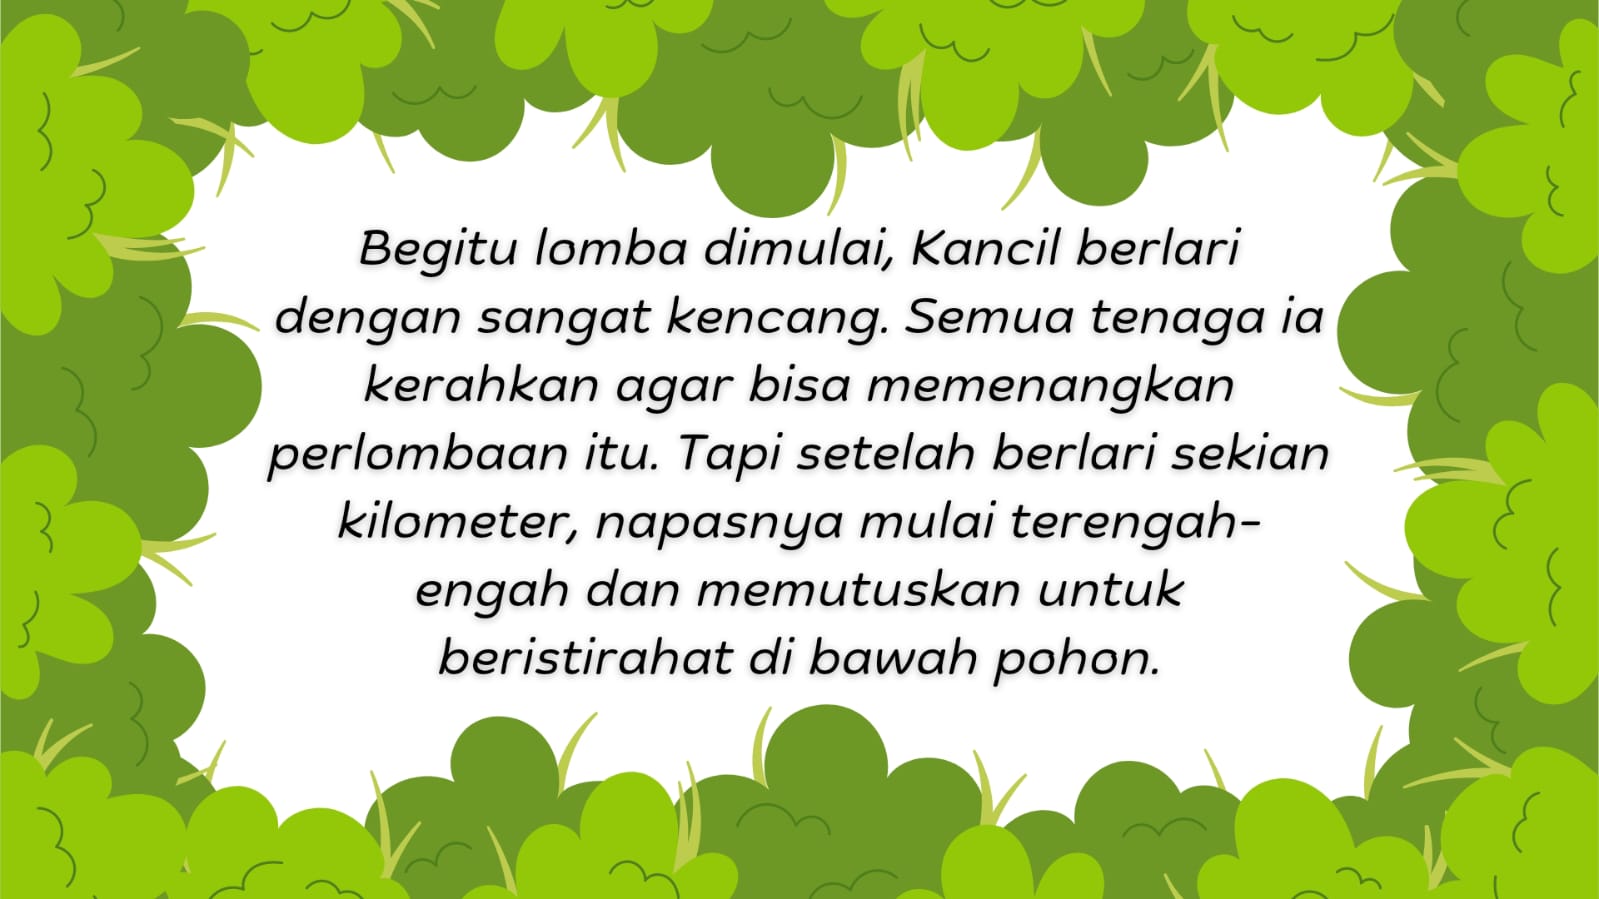 Begitu lomba dimulai, Kancil berlari
dengan sangat kencang. Semua tenaga ia
kerahkan agar bisa memenangkan
perlombaan itu. Tapi setelah berlari sekian
kilometer, napasnya mulai terengah-
engah dan memutuskan untuk
beristirahat di bawah pohon.